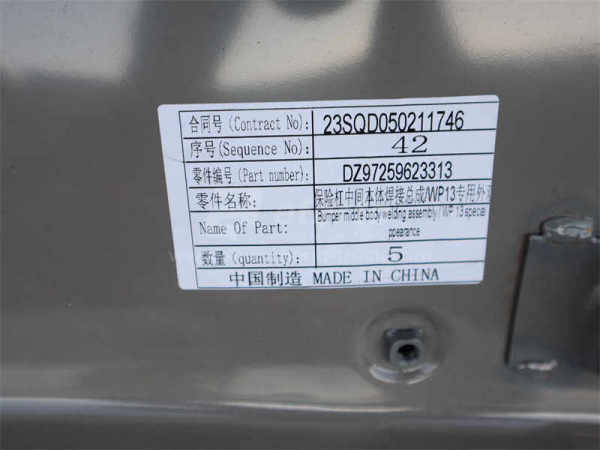 合同号 (Contract No): 23SQD050211746
序号 (Sequence No): 42
零件编号 (Part number): DZ97259623313
零件名称: 保险杠中间本体焊接总成/WP13专用外
Name Of Part: Bumper middle body welding assembly / WP 13 special
ppearance
数量 (quantity): 5
中国制造 MADE IN CHINA